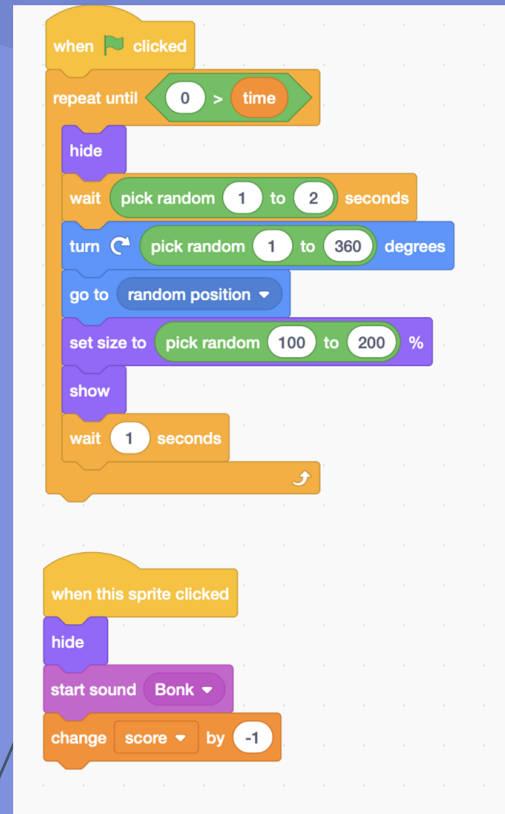 when clicked
repeat until 0 > time
hide
wait pick random 1 to 2 seconds
turn pick random 1 to 360 degrees
go to random position
set size to pick random 100 to 200 %
show
wait 1 seconds
when this sprite clicked
hide
start sound Bonk
change score by -1